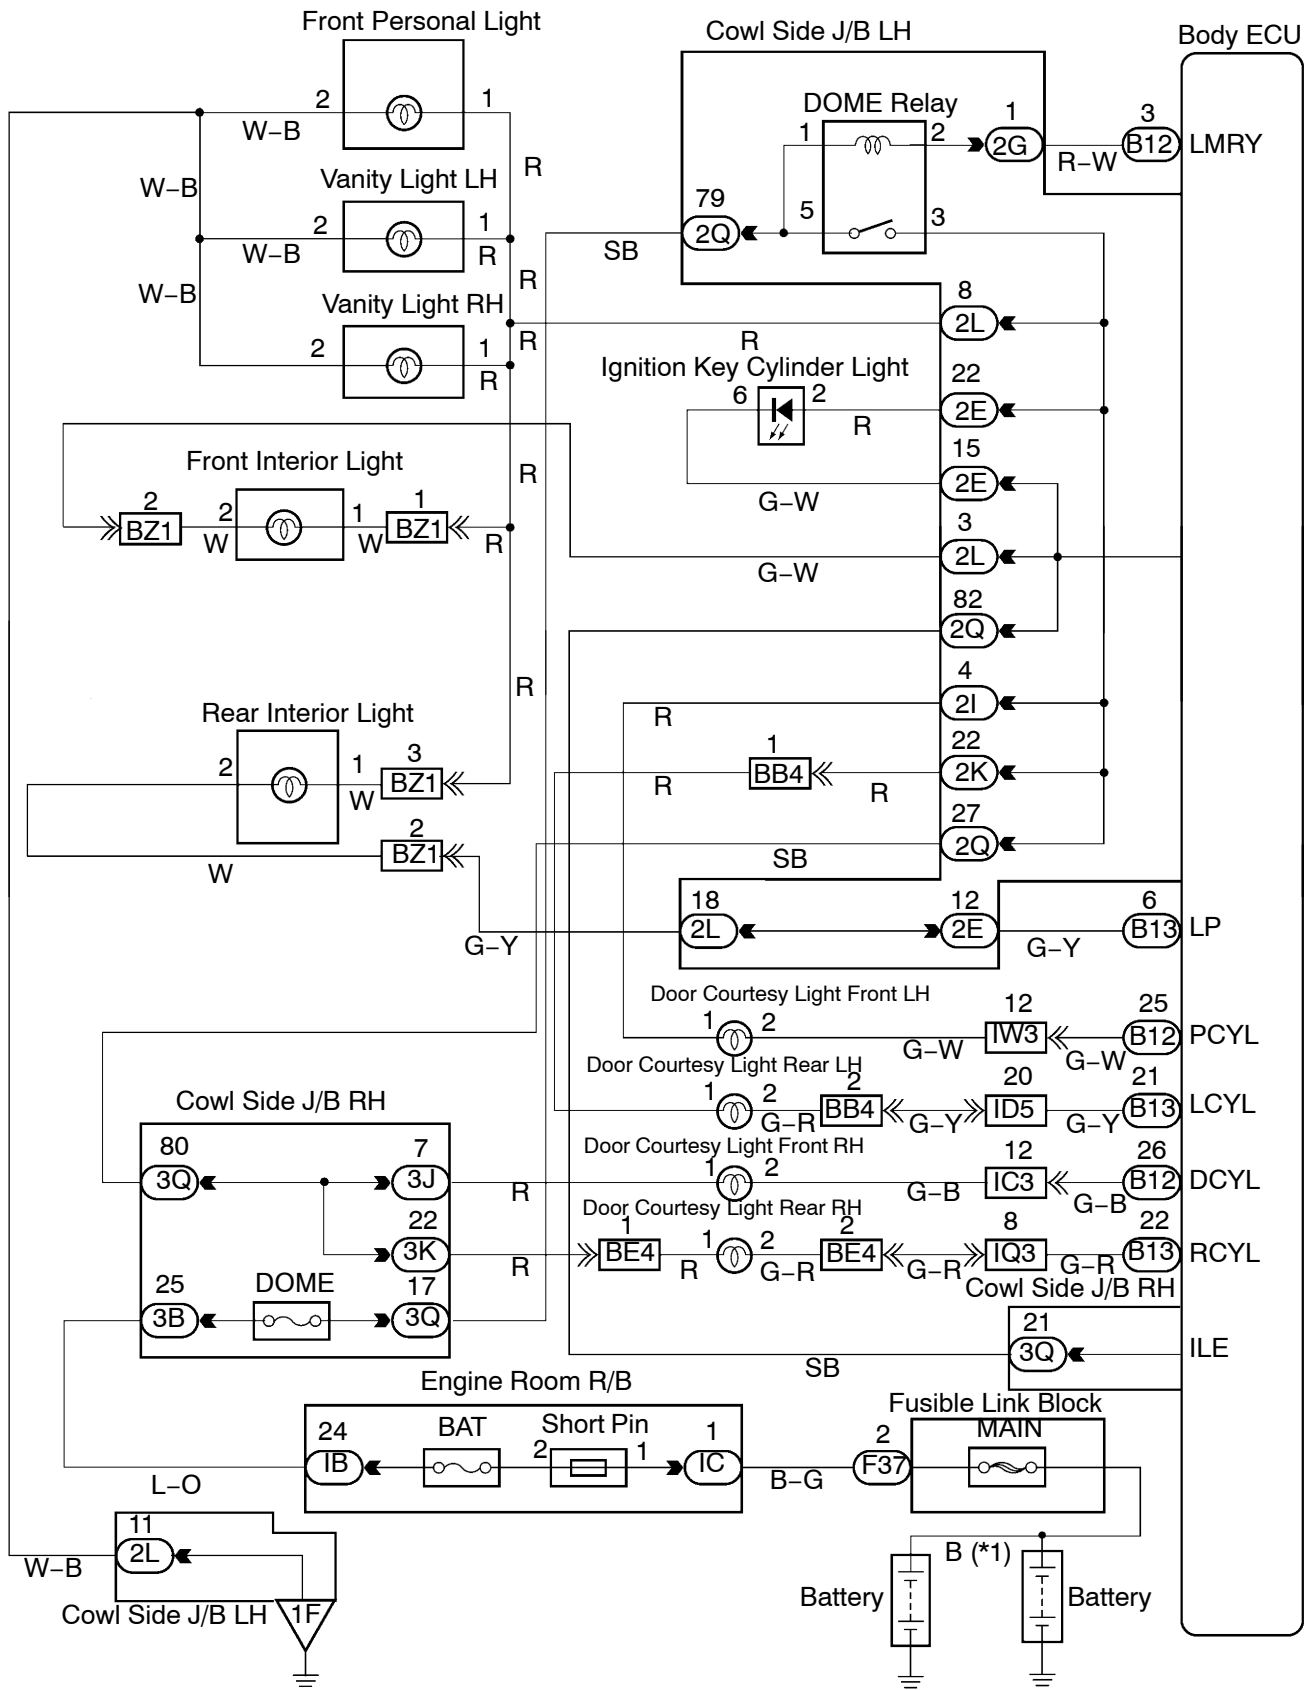 Front Personal Light
Cowl Side J/B LH
Body ECU
DOME Relay
2
1
W-B
R
1
2
1
2G
3
B12
LMRY
R-W
W-B
Vanity Light LH
2
1
W-B
R
79
2Q
5
3
SB
R
W-B
Vanity Light RH
2
1
R
R
8
2L
R
Ignition Key Cylinder Light
6
2
R
22
2E
Front Interior Light
R
15
2E
G-W
2
BZ1
2
W
1
W
1
BZ1
R
3
2L
G-W
82
2Q
R
4
2I
R
Rear Interior Light
2
1
W
3
BZ1
1
BB4
R
R
22
2K
2
BZ1
W
27
2Q
SB
18
2L
12
2E
G-Y
G-Y
6
B13
LP
Door Courtesy Light Front LH
1
2
G-W
12
IW3
G-W
25
B12
PCYL
Door Courtesy Light Rear LH
1
2
G-R
2
BB4
G-Y
20
ID5
G-Y
21
B13
LCYL
Cowl Side J/B RH
Door Courtesy Light Front RH
80
3Q
7
3J
R
1
2
G-B
12
IC3
G-B
26
B12
DCYL
Door Courtesy Light Rear RH
22
3K
R
1
BE4
R
1
2
G-R
2
BE4
G-R
8
IQ3
G-R
22
B13
RCYL
25
3B
DOME
17
3Q
Cowl Side J/B RH
21
3Q
ILE
SB
Engine Room R/B
Fusible Link Block
24
IB
BAT
Short Pin
2
1
1
IC
B-G
2
F37
MAIN
L-O
11
2L
W-B
B (*1)
Battery
Battery
Cowl Side J/B LH
1F